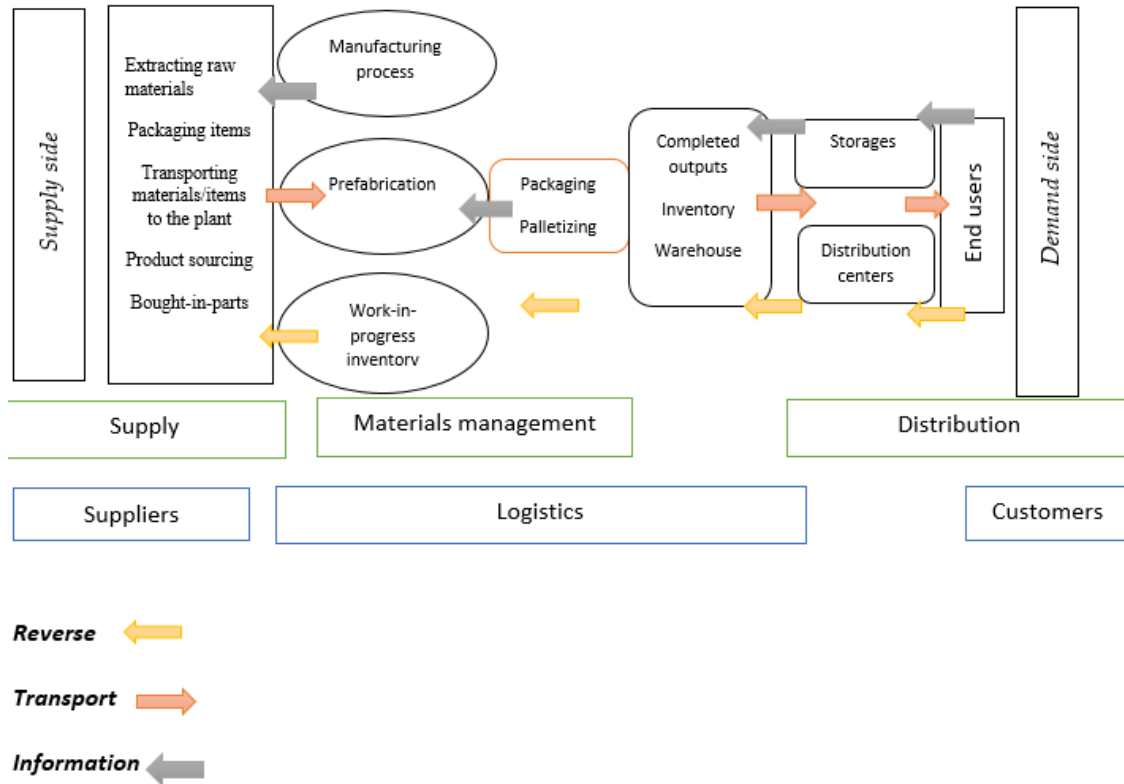 Supply side
Extracting raw
materials
Packaging items
Transporting
materials/items
to the plant
Product sourcing
Bought-in-parts
Manufacturing
process
Prefabrication
Work-in-
progress
inventory
Packaging
Palletizing
Completed
outputs
Inventory
Warehouse
Storages
Distribution
centers
End users
Demand side
Supply
Materials management
Distribution
Suppliers
Logistics
Customers
Reverse
Transport
Information